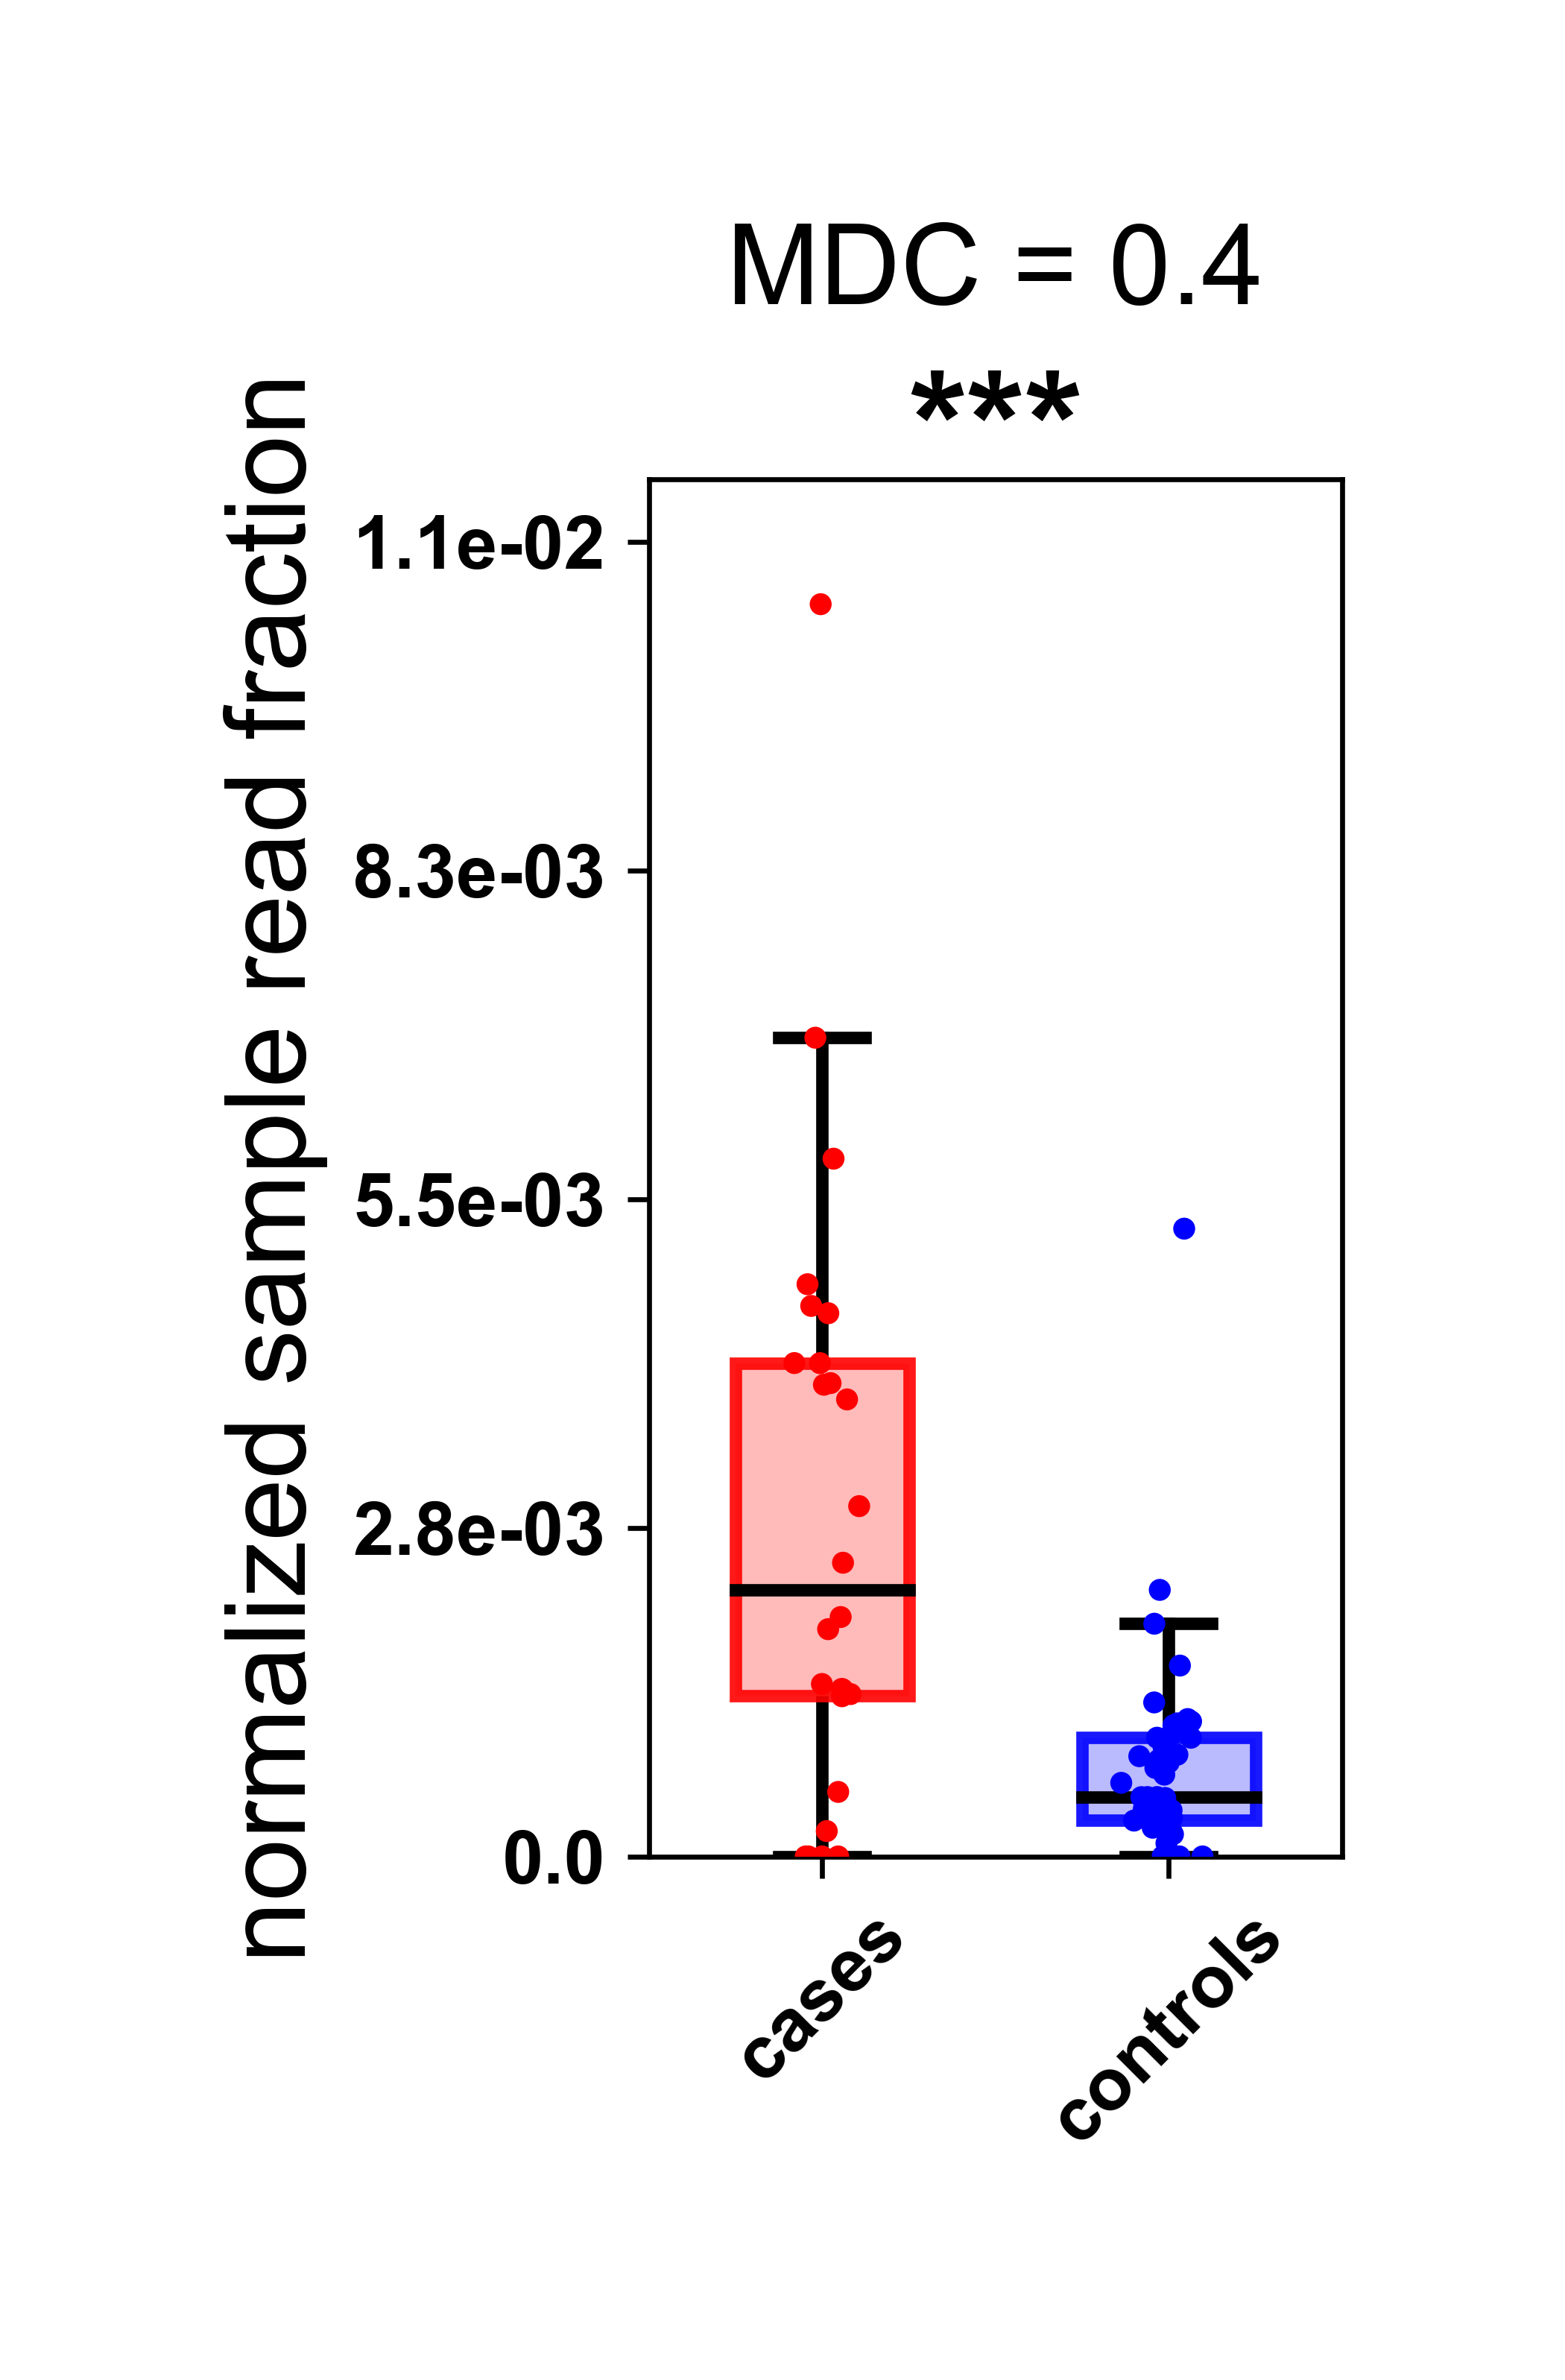 MDC = 0.4
***
normalized sample read fraction
1.1e-02
8.3e-03
5.5e-03
2.8e-03
0.0
cases
controls